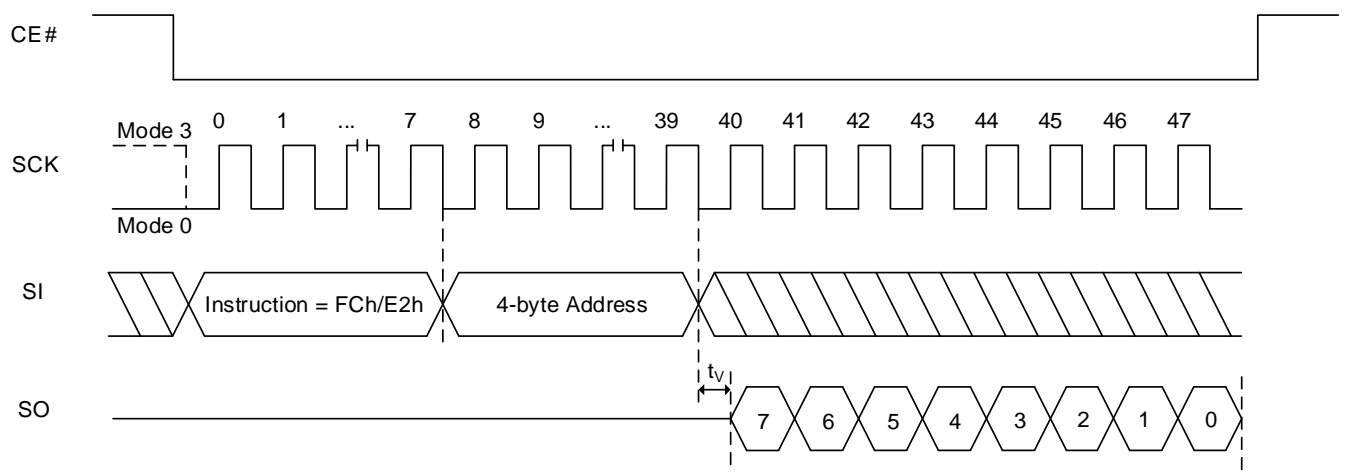 CE#
Mode 3 0 1 ... 7 8 9 ... 39 40 41 42 43 44 45 46 47
SCK
Mode 0
SI Instruction = FCh/E2h 4-byte Address
tV
SO 7 6 5 4 3 2 1 0